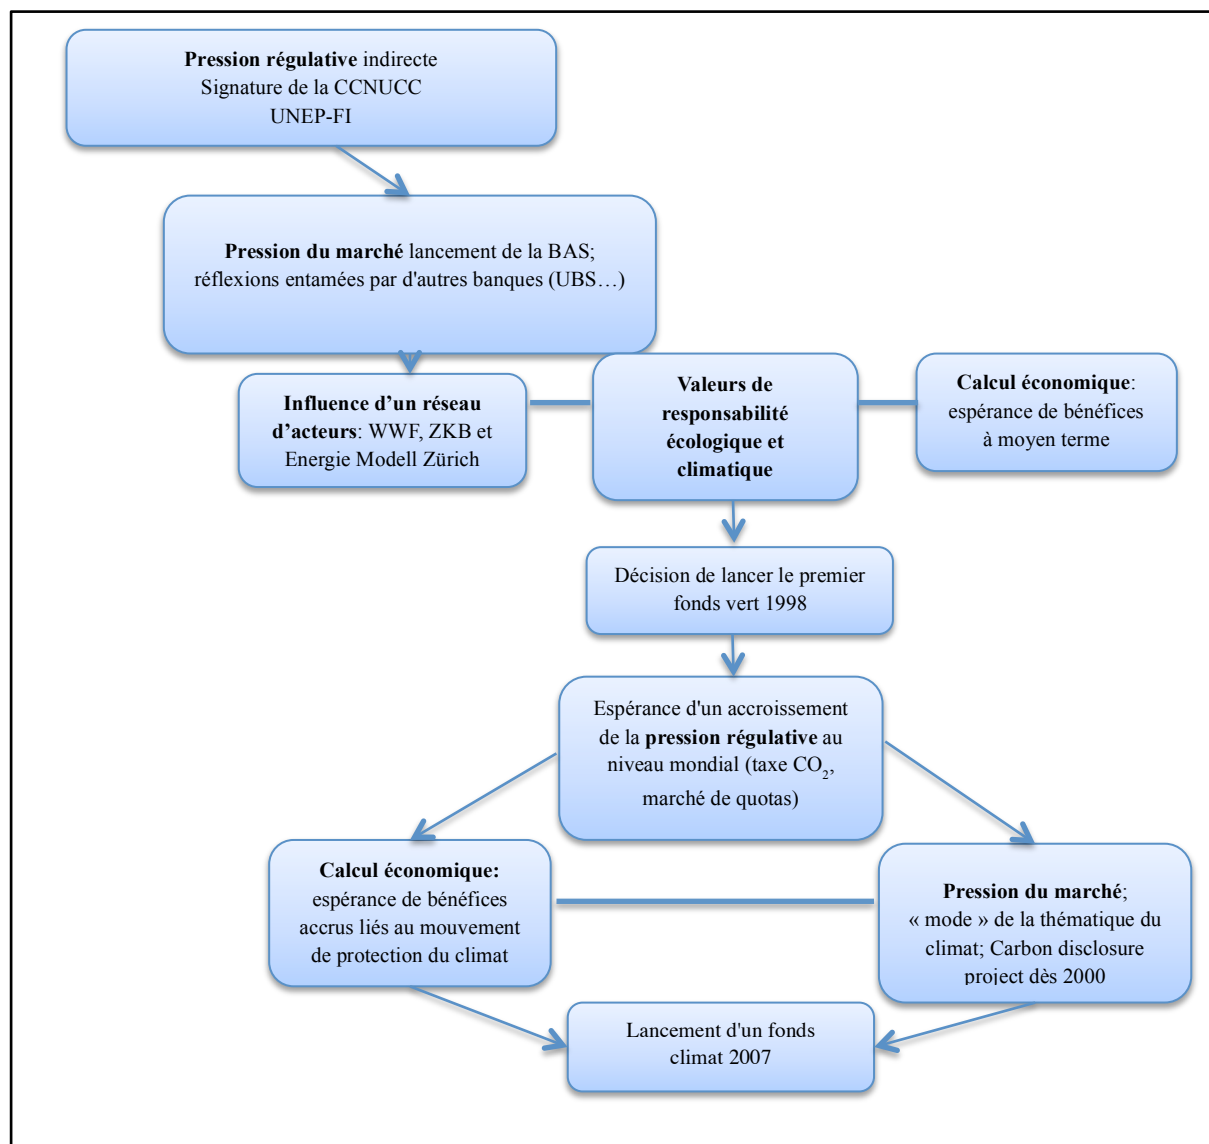 Pression régulative indirecte
Signature de la CCNUCC
UNEP-FI
Pression du marché lancement de la BAS;
réflexions entamées par d'autres banques (UBS…)
Influence d’un réseau
d’acteurs: WWF, ZKB et
Energie Modell Zürich
Valeurs de
responsabilité
écologique et
climatique
Calcul économique:
espérance de bénéfices
à moyen terme
Décision de lancer le premier
fonds vert 1998
Espérance d'un accroissement
de la pression régulative au
niveau mondial (taxe CO₂,
marché de quotas)
Calcul économique:
espérance de bénéfices
accrus liés au mouvement
de protection du climat
Pression du marché;
« mode » de la thématique du
climat; Carbon disclosure
project dès 2000
Lancement d'un fonds
climat 2007